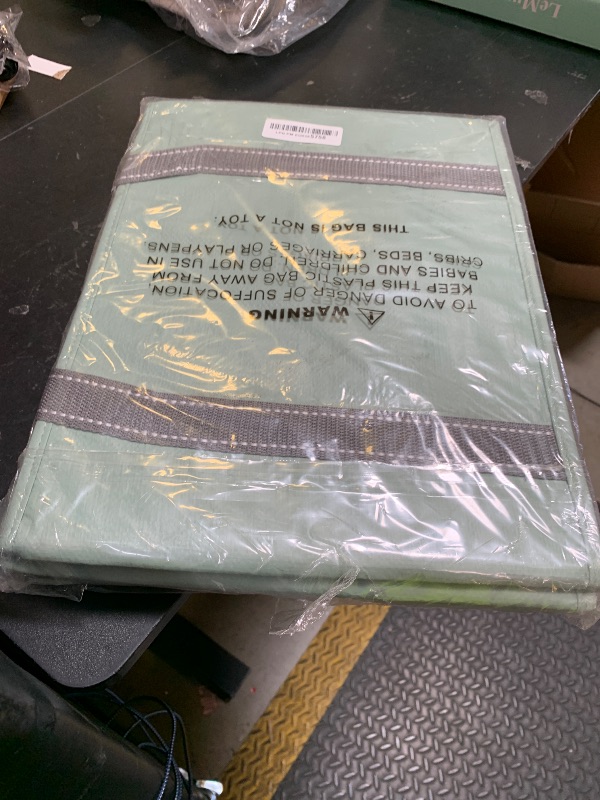 WARNING
TO AVOID DANGER OF SUFFOCATION,
KEEP THIS PLASTIC BAG AWAY FROM
BABIES AND CHILDREN. DO NOT USE IN
CRIBS, BEDS, CARRIAGES OR PLAYPENS.
THIS BAG IS NOT A TOY.